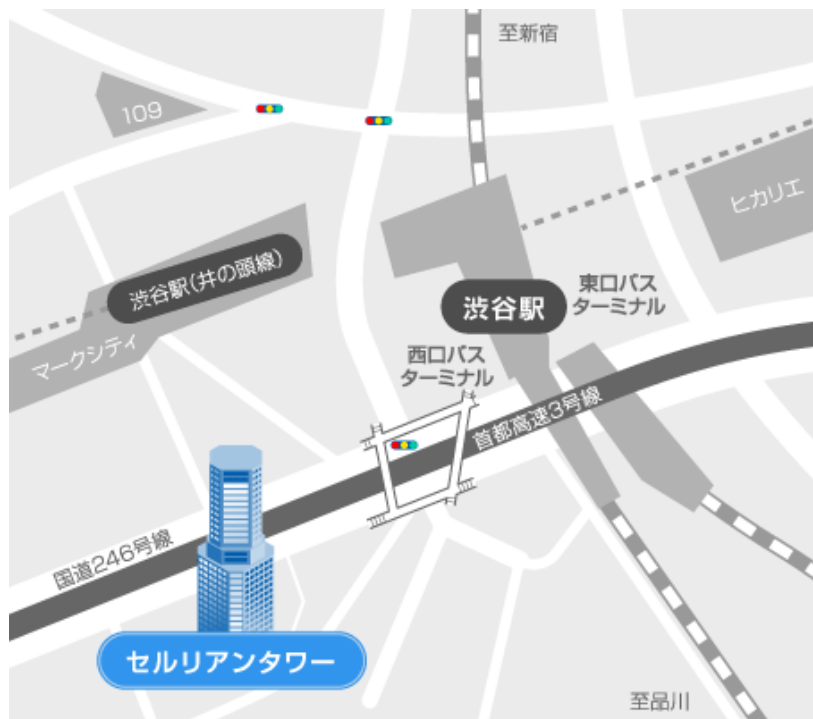 至新宿
109
ヒカリエ
渋谷駅(井の頭線)
東口バス
ターミナル
渋谷駅
マークシティ
西口バス
ターミナル
首都高速3号線
国道246号線
セルリアンタワー
至品川